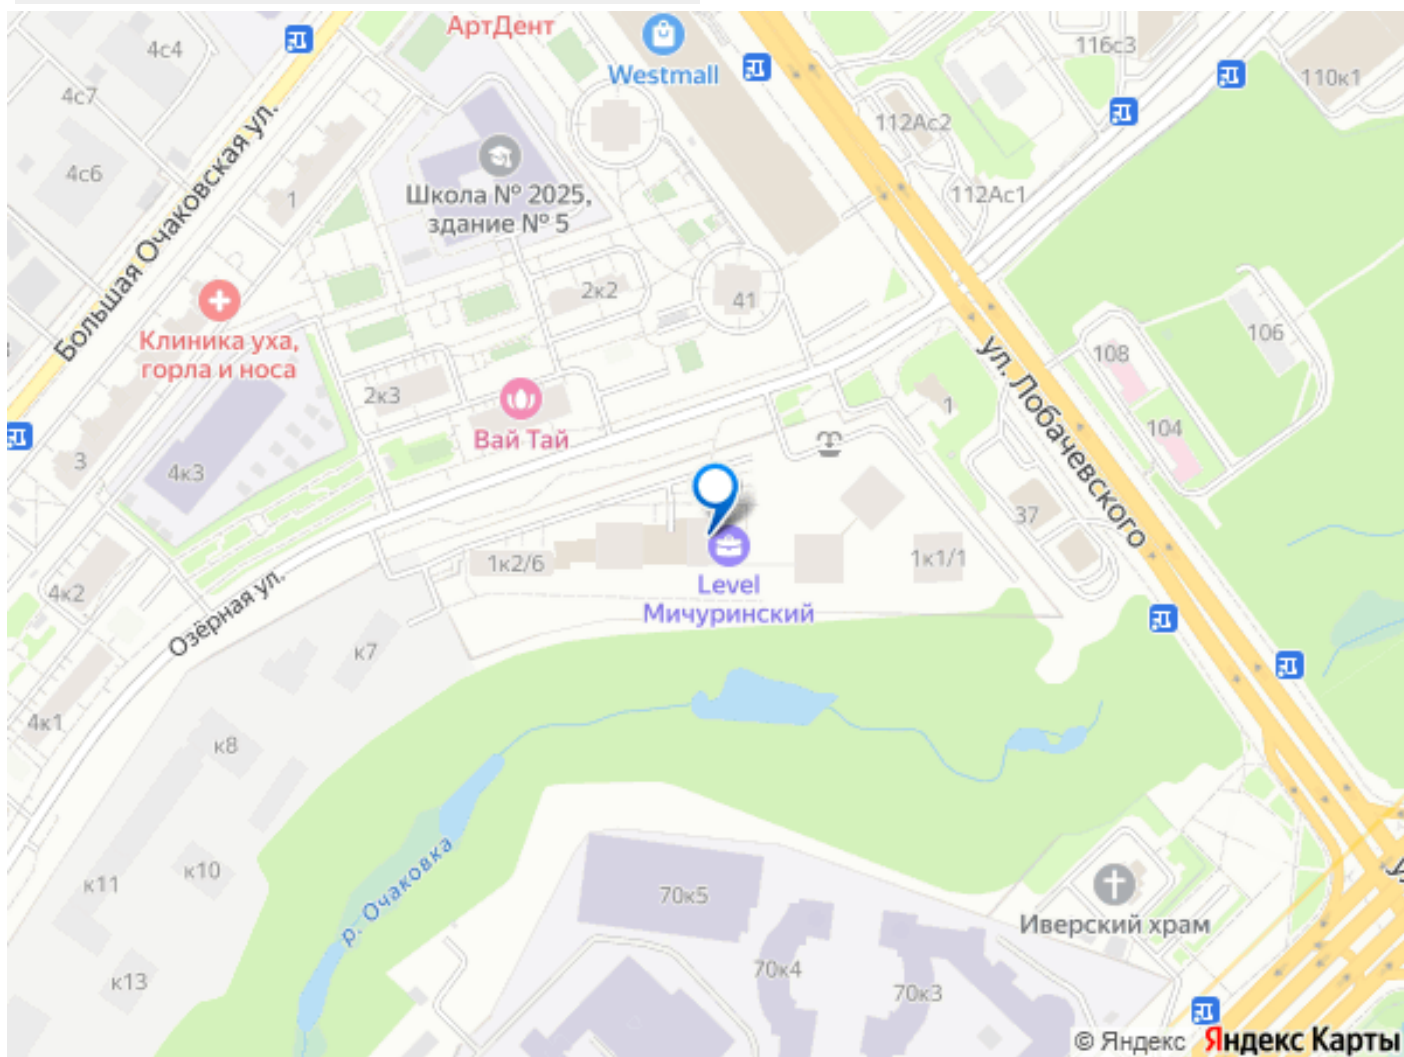 АртДент
4с4
Westmall
116с3
110к1
4с7
112Ас2
4с6
Школа № 2025,
здание № 5
1
112Ас1
Большая Очаковская ул.
2к2
41
Клиника уха,
горла и носа
106
108
ул. Лобачевского
2к3
1
Вай Тай
104
3
4к3
37
1к2/6
1к1/1
Level
Мичуринский
4к2
Озёрная ул.
к7
4к1
к8
к10
к11
р. Очаковка
70к5
Иверский храм
к13
70к4
70к3
© Яндекс Яндекс Карты